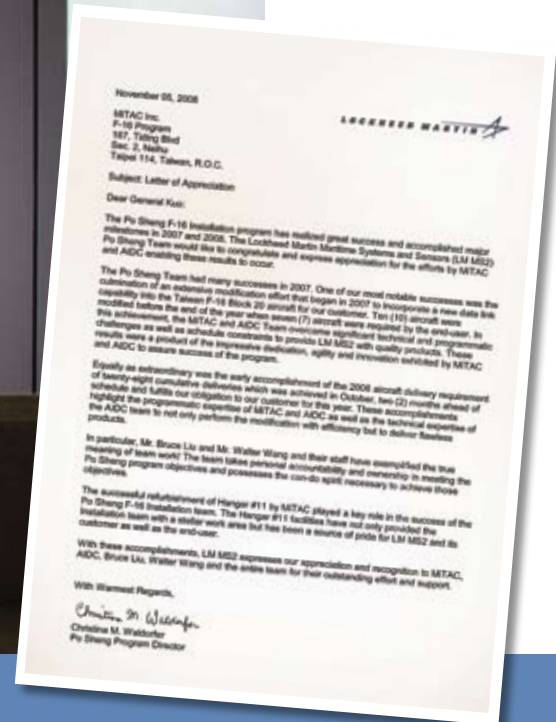 November 05, 2008
LOCKHEED MARTIN
MiTAC Inc.
F-16 Program
187, Tiding Blvd
Sec. 2, Neihu
Taipei 114, Taiwan, R.O.C.
Subject: Letter of Appreciation
Dear General Kuo:
The Po Sheng F-16 Installation program has realized great success and accomplished major
milestones in 2007 and 2008. The Lockheed Martin Maritime Systems and Sensors (LM MS2)
Po Sheng Team would like to congratulate and express appreciation for the efforts by MiTAC
and AIDC enabling these results to occur.
The Po Sheng Team had many successes in 2007. One of our most notable successes was the
culmination of an extensive modification effort that began in 2007 to incorporate a new data link
capability into the Taiwan F-16 Block 20 aircraft for our customer. Ten (10) aircraft were
modified before the end of the year when seven (7) aircraft were required by the end-user. In
this achievement, the MiTAC and AIDC Team overcame significant technical and programmatic
challenges as well as schedule constraints to provide LM MS2 with quality products. These
results were a product of the impressive dedication, agility and innovation exhibited by MiTAC
and AIDC to assure success of the program.
Equally as extraordinary was the early accomplishment of the 2008 aircraft delivery requirement
of twenty-eight cumulative deliveries which was achieved in October, two (2) months ahead of
schedule and fulfills our obligation to our customer for this year. These accomplishments
highlight the programmatic expertise of MiTAC and AIDC as well as the technical expertise of
the AIDC team to not only perform the modification with efficiency but to deliver flawless
products.
In particular, Mr. Bruce Liu and Mr. Walter Wang and their staff have exemplified the true
meaning of team work! The team takes personal accountability and ownership in meeting the
Po Sheng program objectives and possesses the can-do spirit necessary to achieve those
objectives.
The successful refurbishment of Hanger #11 by MiTAC played a key role in the success of the
Po Sheng F-16 Installation team. The Hanger #11 facilities have not only provided the
Installation team with a steller work area but has been a source of pride for LM MS2 and its
customer as well as the end-user.
With these accomplishments, LM MS2 expresses our appreciation and recognition to MiTAC,
AIDC, Bruce Liu, Walter Wang and the entire team for their outstanding effort and support.
With Warmest Regards,
Christine M. Waldorfer
Christine M. Waldorfer
Po Sheng Program Director